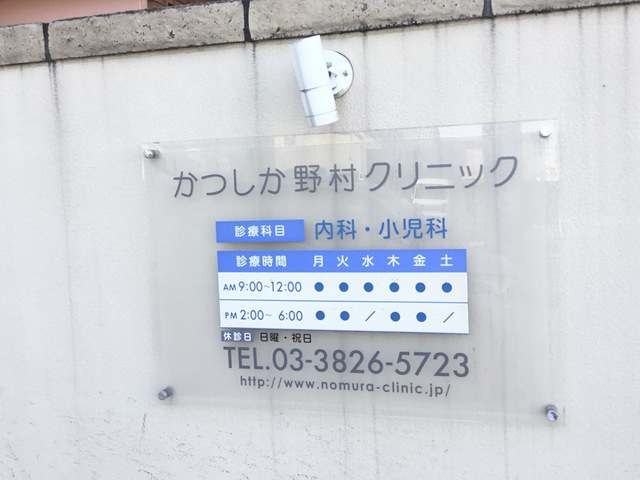 かつしか野村クリニック
診療科目 内科・小児科
診療時間 月 火 水 木 金 土
AM 9:00~12:00 ● ● ● ● ● ●
PM 2:00~ 6:00 ● ● / ● ● /
休診日 日曜・祝日
TEL.03-3826-5723
http://www.nomura-clinic.jp/